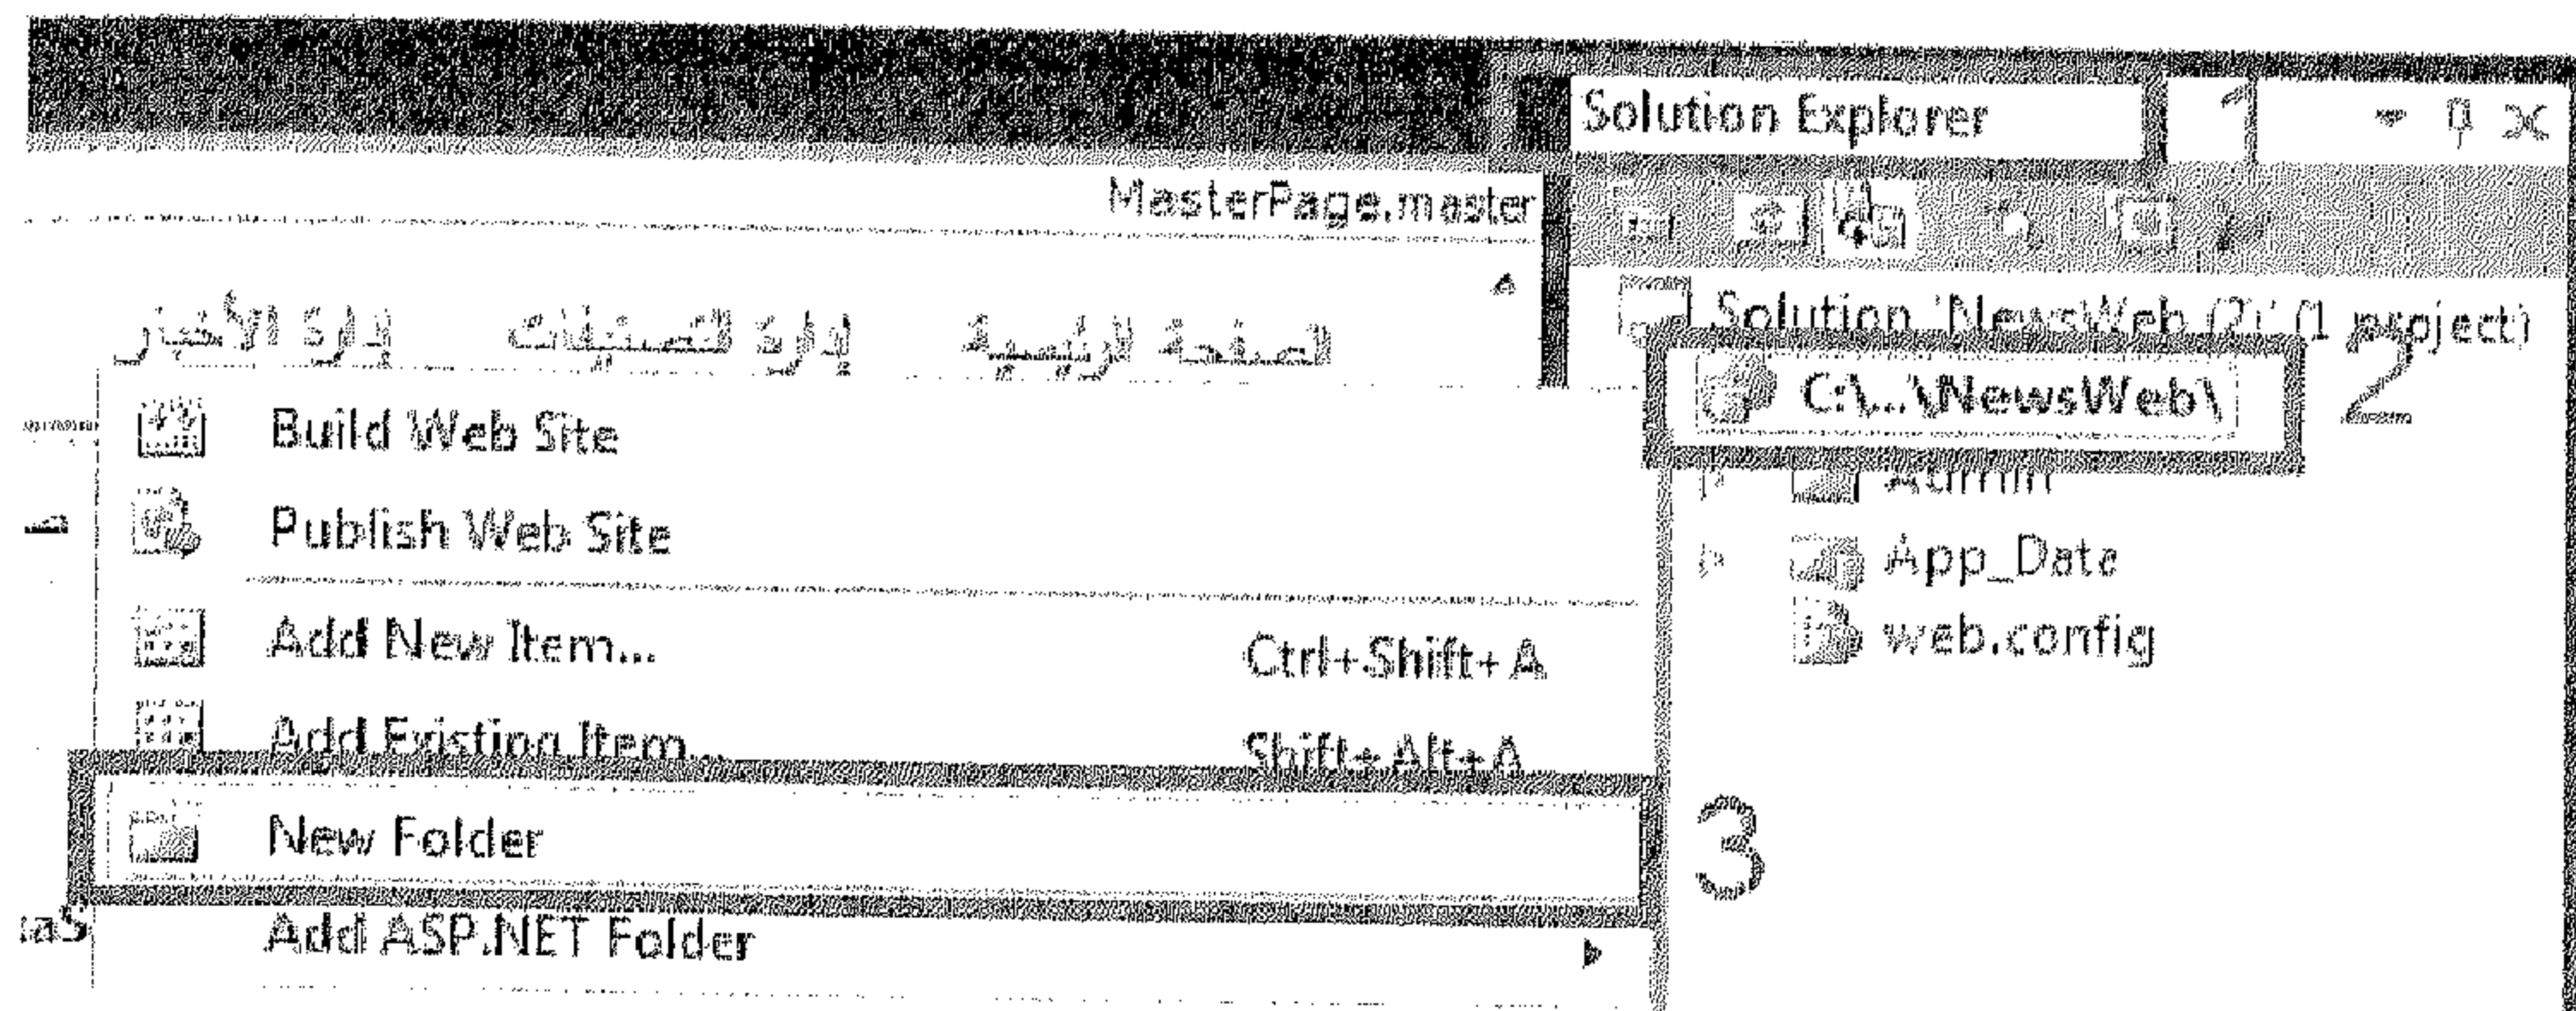 Solution Explorer 1
MasterPage.master
Solution 'NewsWeb (2)' (1 project)
الصفحة الرئيسية إدارة التصنيفات إدارة الأخبار
C:\...\NewsWeb\ 2
Admin
App_Data
web.config
Build Web Site
Publish Web Site
Add New Item... Ctrl+Shift+A
Add Existing Item... Shift+Alt+A
New Folder 3
Add ASP.NET Folder